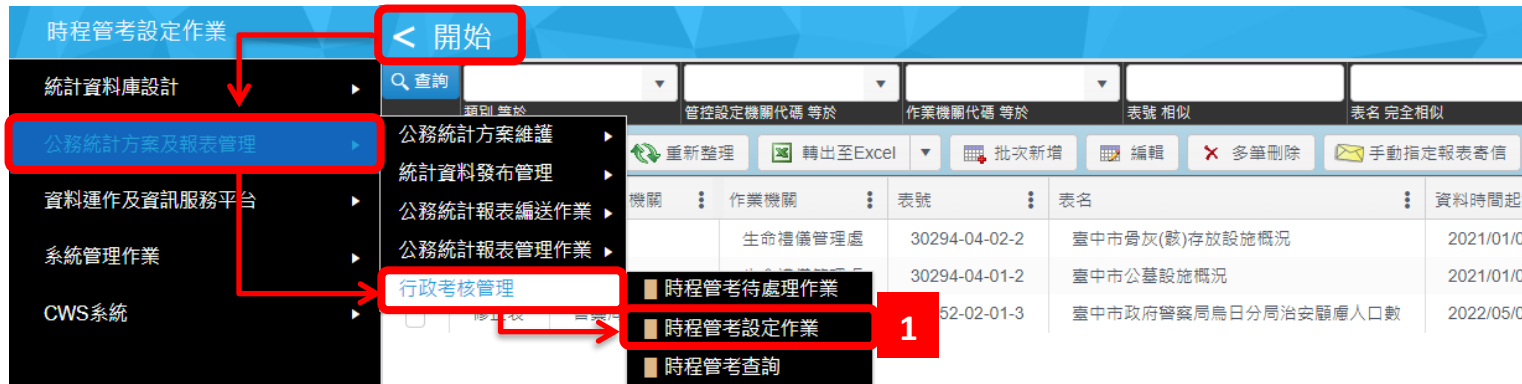 時程管考設定作業
< 開始
統計資料庫設計
公務統計方案及報表管理
資料運作及資訊服務平台
系統管理作業
CWS系統
查詢
類別 等於
管控設定機關代碼 等於
作業機關代碼 等於
表號 相似
表名 完全相似
重新整理
轉出至Excel
批次新增
編輯
多筆刪除
手動指定報表寄信
公務統計方案維護
統計資料發布管理
公務統計報表編送作業
公務統計報表管理作業
行政考核管理
時程管考待處理作業
時程管考設定作業
時程管考查詢
1
機關 作業機關 表號 表名 資料時間起
生命禮儀管理處 30294-04-02-2 臺中市骨灰(骸)存放設施概況 2021/01/0
30294-04-01-2 臺中市公墓設施概況 2021/01/0
52-02-01-3 臺中市政府警察局烏日分局治安顧慮人口數 2022/05/0